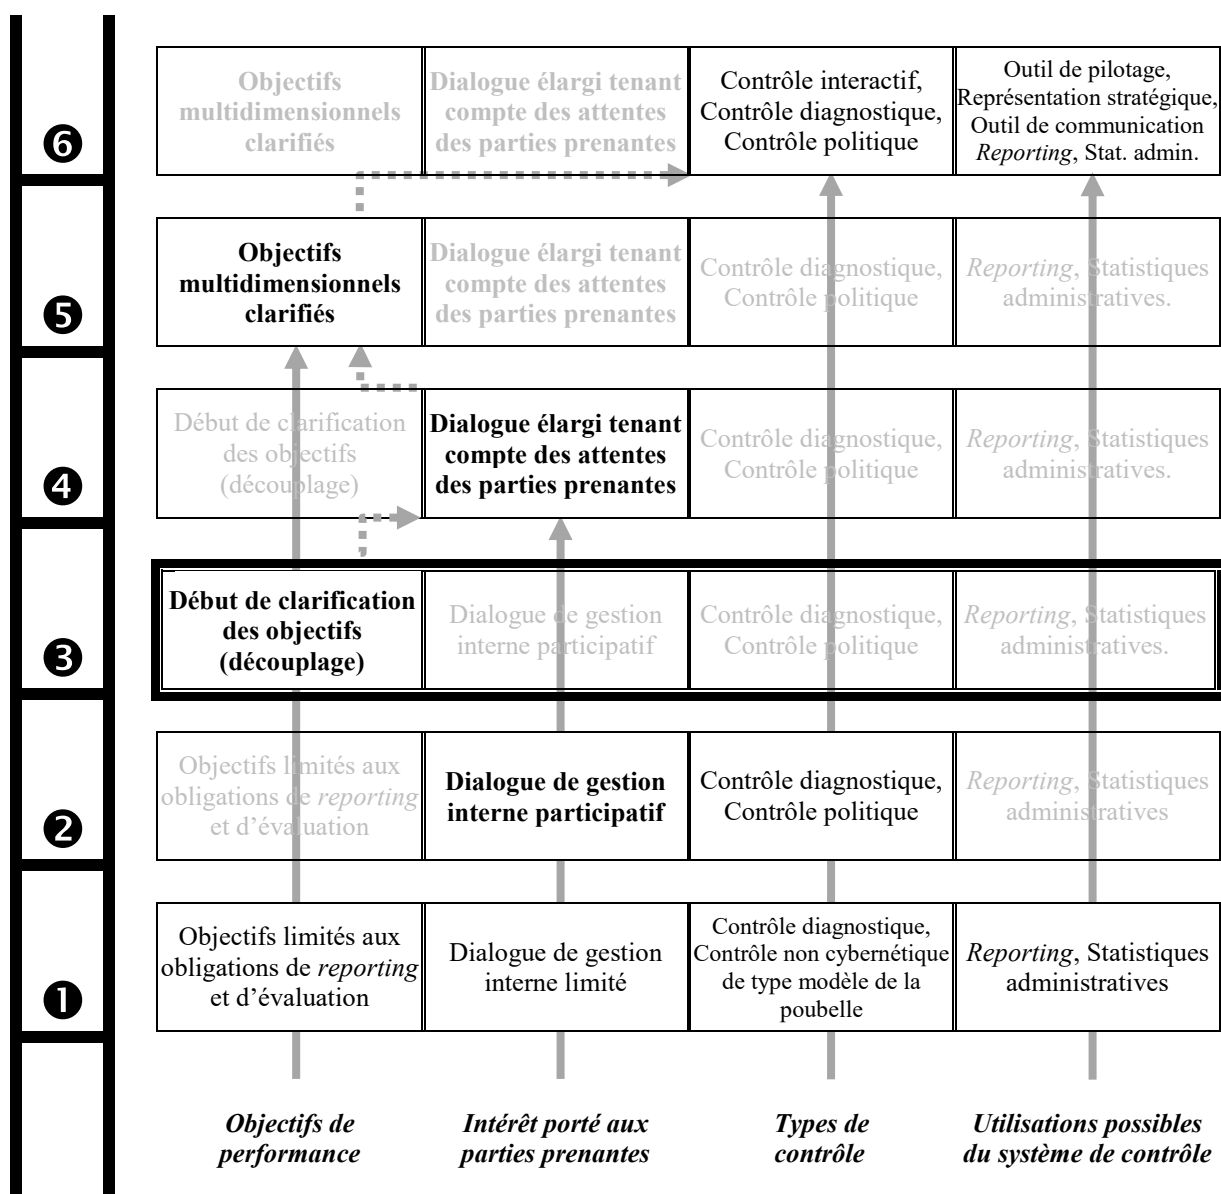 Objectifs
multidimensionnels
clarifiés
Dialogue élargi tenant
compte des attentes
des parties prenantes
Contrôle interactif,
Contrôle diagnostique,
Contrôle politique
Outil de pilotage,
Représentation stratégique,
Outil de communication
Reporting, Stat. admin.
6
Objectifs
multidimensionnels
clarifiés
Dialogue élargi tenant
compte des attentes
des parties prenantes
Contrôle diagnostique,
Contrôle politique
Reporting, Statistiques
administratives.
5
Début de clarification
des objectifs
(découplage)
Dialogue élargi tenant
compte des attentes
des parties prenantes
Contrôle diagnostique,
Contrôle politique
Reporting, Statistiques
administratives.
4
Début de clarification
des objectifs
(découplage)
Dialogue de gestion
interne participatif
Contrôle diagnostique,
Contrôle politique
Reporting, Statistiques
administratives.
3
Objectifs limités aux
obligations de reporting
et d’évaluation
Dialogue de gestion
interne participatif
Contrôle diagnostique,
Contrôle politique
Reporting, Statistiques
administratives
2
Objectifs limités aux
obligations de reporting
et d’évaluation
Dialogue de gestion
interne limité
Contrôle diagnostique,
Contrôle non cybernétique
de type modèle de la
poubelle
Reporting, Statistiques
administratives
1
Objectifs de
performance
Intérêt porté aux
parties prenantes
Types de
contrôle
Utilisations possibles
du système de contrôle